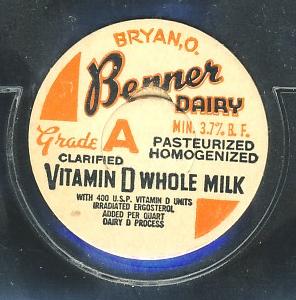 BRYAN, O.
Benner
DAIRY
MIN. 3.7% B. F.
Grade A
PASTEURIZED
HOMOGENIZED
CLARIFIED
VITAMIN D WHOLE MILK
WITH 400 U.S.P. VITAMIN D UNITS
IRRADIATED ERGOSTEROL
ADDED PER QUART
DAIRY D PROCESS